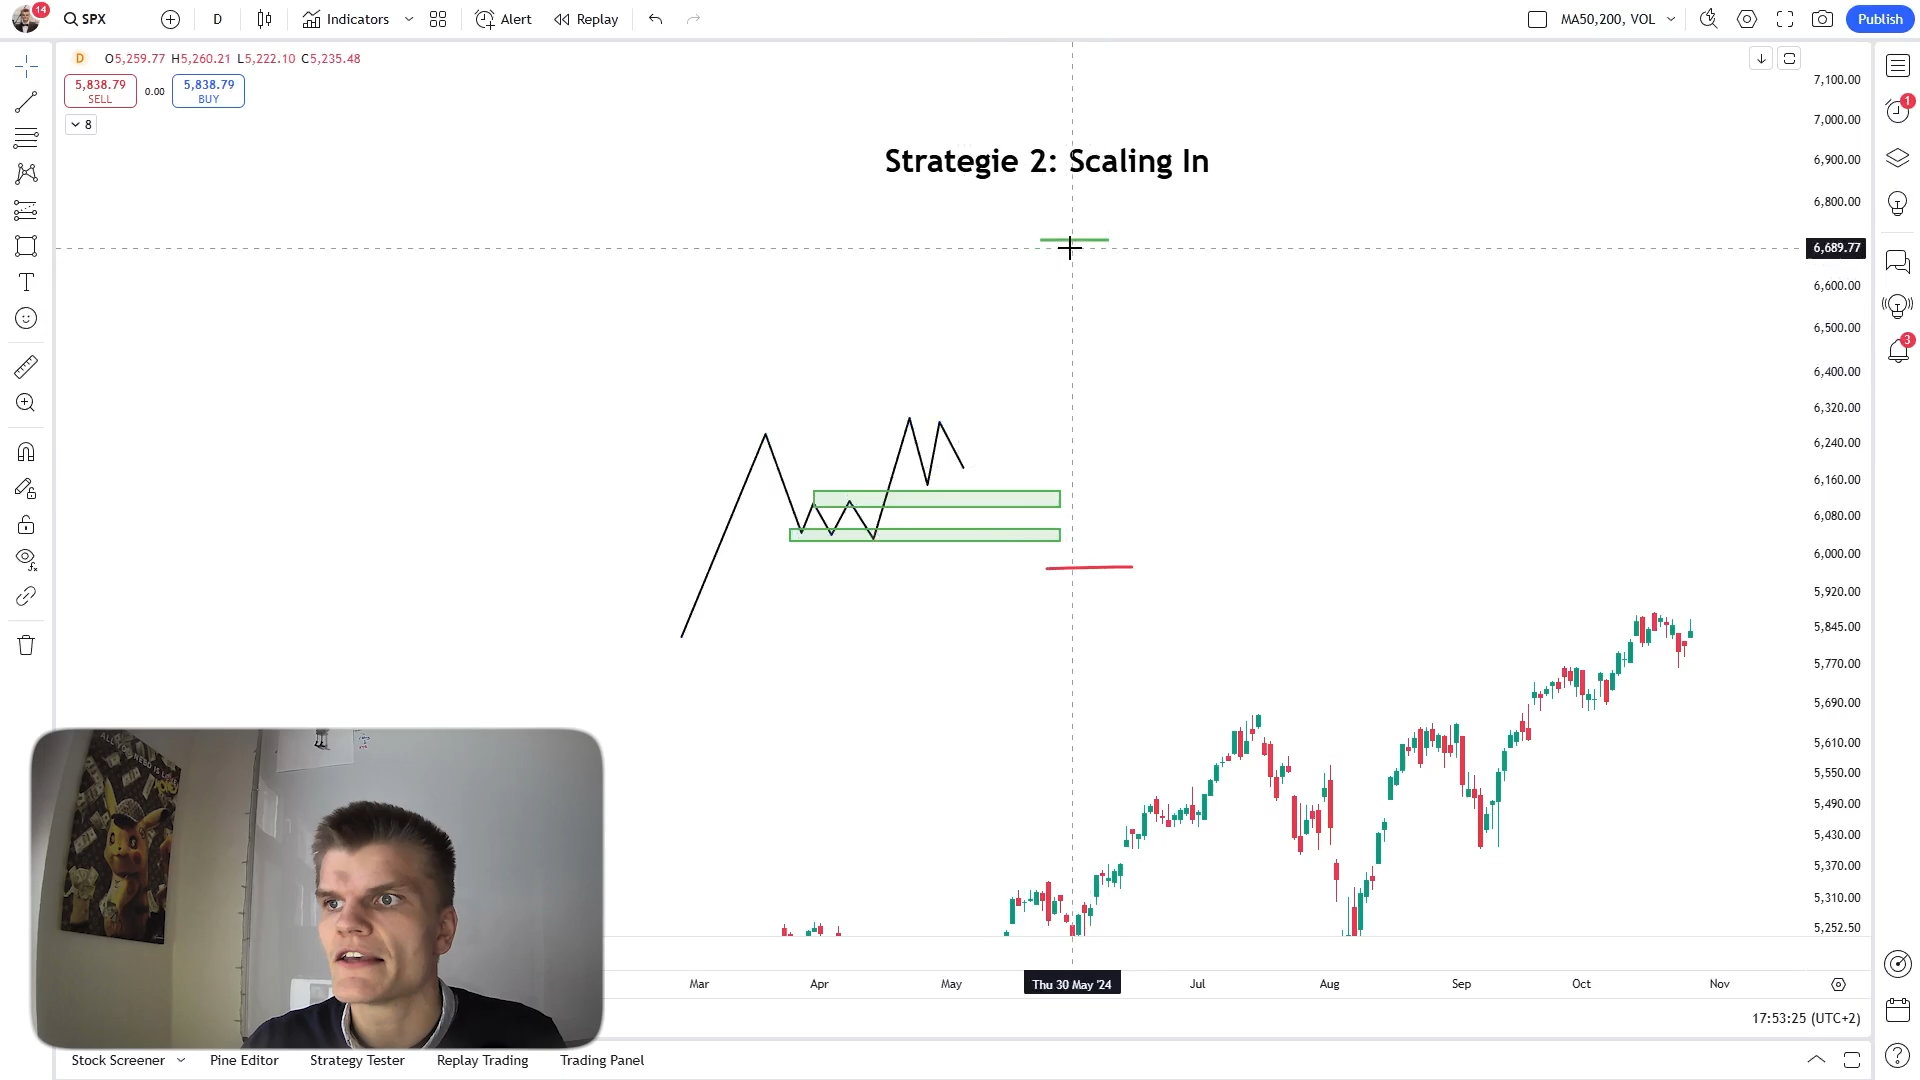 14
SPX
D
Indicators
Alert
Replay
MA50,200, VOL
Publish
D
O5,259.77 H5,260.21 L5,222.10 C5,235.48
5,838.79
SELL
0.00
5,838.79
BUY
8
Strategie 2: Scaling In
7,100.00
7,000.00
6,900.00
6,800.00
6,689.77
6,600.00
6,500.00
6,400.00
6,320.00
6,240.00
6,160.00
6,080.00
6,000.00
5,920.00
5,845.00
5,770.00
5,690.00
5,610.00
5,550.00
5,490.00
5,430.00
5,370.00
5,310.00
5,252.50
1
3
Mar
Apr
May
Thu 30 May '24
Jul
Aug
Sep
Oct
Nov
17:53:25 (UTC+2)
Stock Screener
Pine Editor
Strategy Tester
Replay Trading
Trading Panel